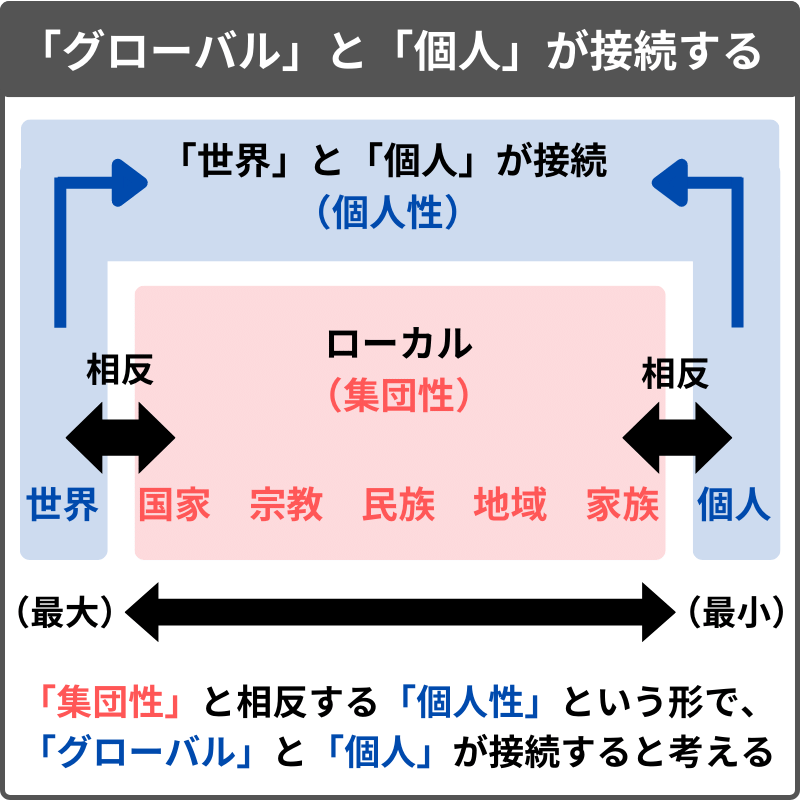 「グローバル」と「個人」が接続する
「世界」と「個人」が接続
（個人性）
ローカル
（集団性）
相反
相反
世界 国家 宗教 民族 地域 家族 個人
（最大） （最小）
「集団性」と相反する「個人性」という形で、
「グローバル」と「個人」が接続すると考える